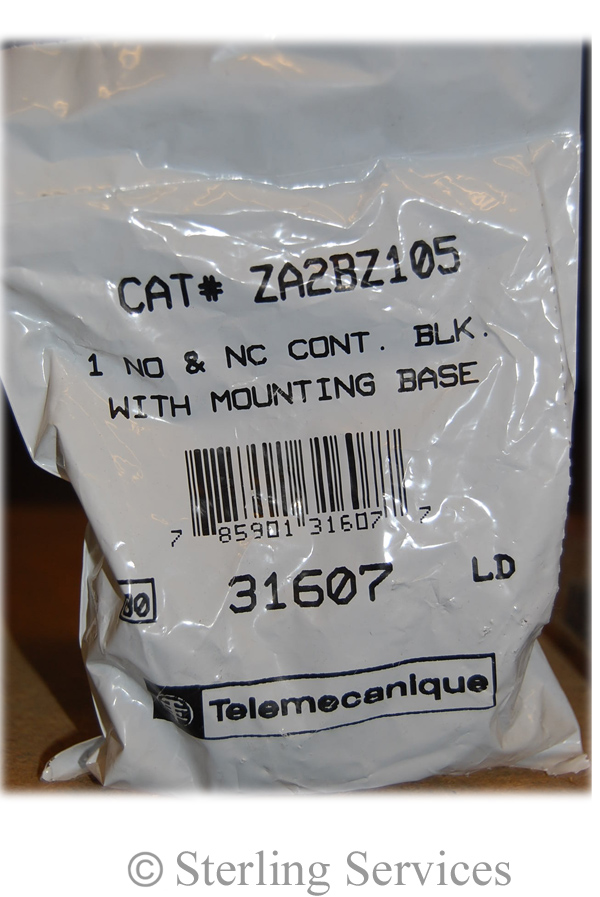 CAT# ZA2BZ105
1 NO & NC CONT. BLK.
WITH MOUNTING BASE
7 85901 31607 7
31607 LD
Telemecanique
© Sterling Services